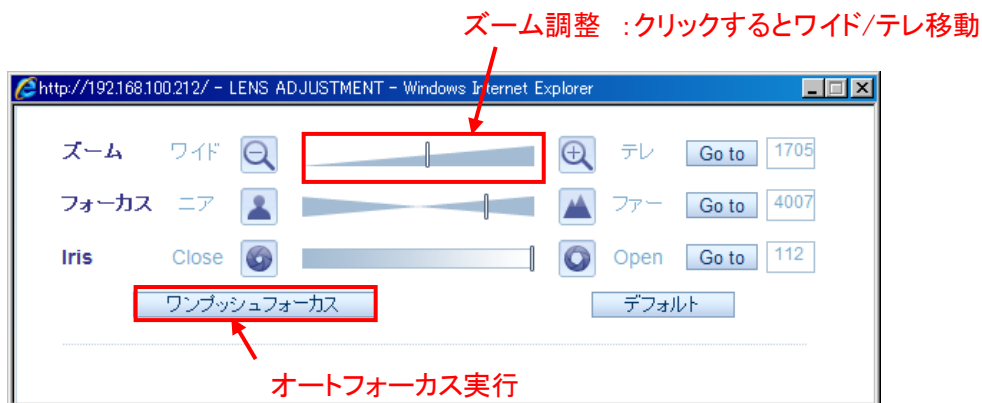 ズーム調整 :クリックするとワイド/テレ移動
http://192.168.100.212/ - LENS ADJUSTMENT - Windows Internet Explorer
ズーム ワイド テレ Go to 1705
フォーカス ニア ファー Go to 4007
Iris Close Open Go to 112
ワンプッシュフォーカス デフォルト
オートフォーカス実行